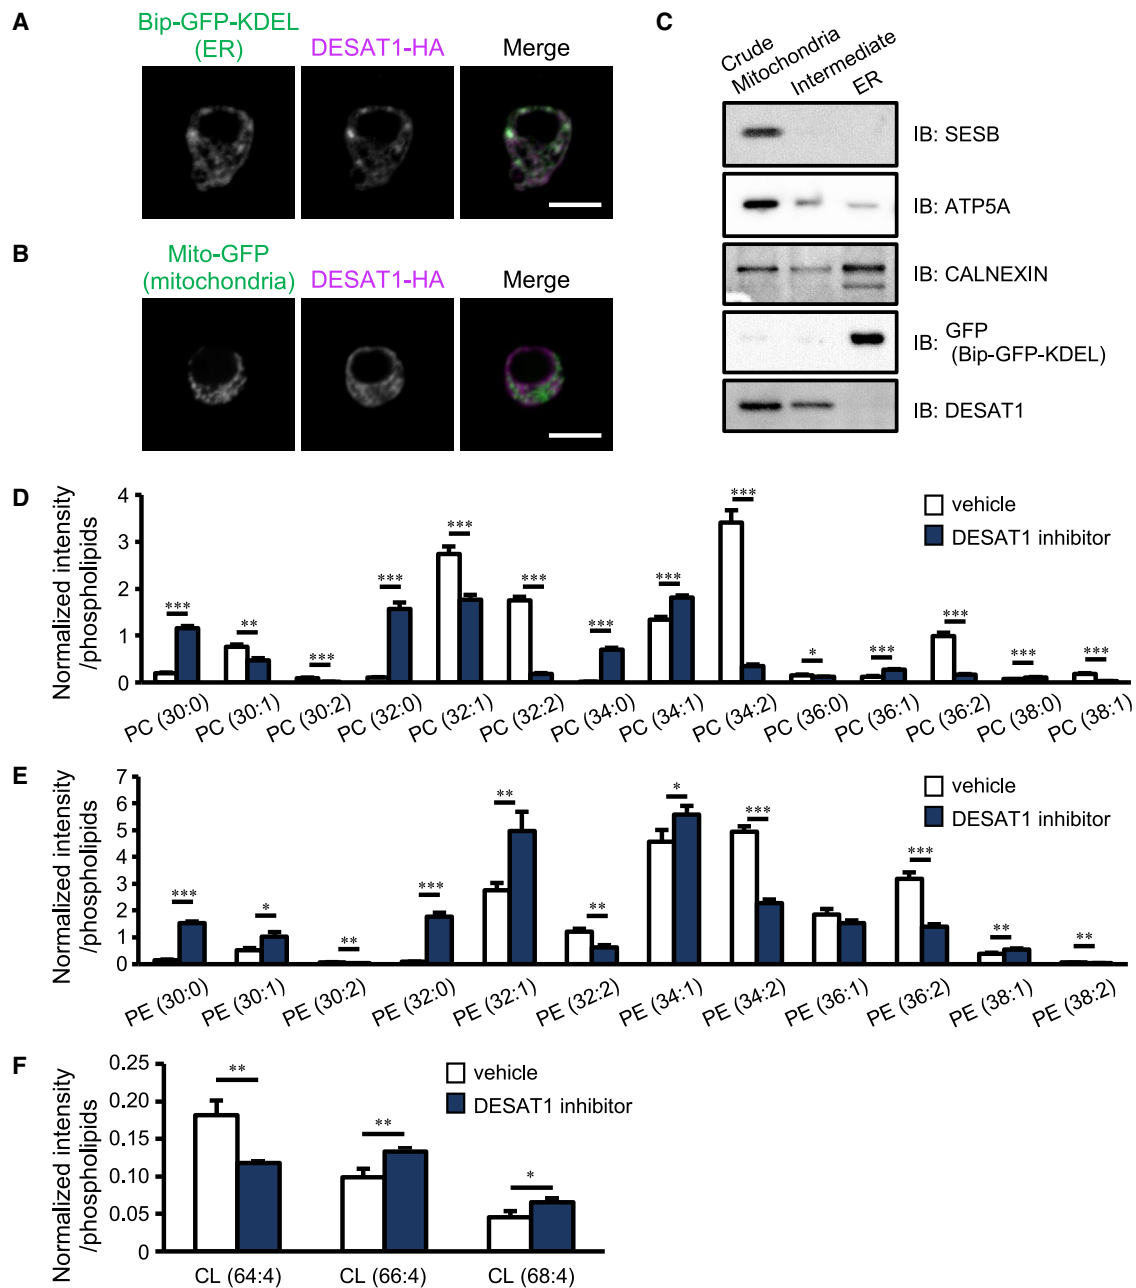 A
Bip-GFP-KDEL
(ER)
DESAT1-HA
Merge
B
Mito-GFP
(mitochondria)
DESAT1-HA
Merge
C
Crude
Mitochondria
Intermediate
ER
IB: SESB
IB: ATP5A
IB: CALNEXIN
IB: GFP
(Bip-GFP-KDEL)
IB: DESAT1
D
Normalized intensity
/phospholipids
4
3
2
1
0
*** ** *** *** *** *** *** *** *** * *** *** *** ***
vehicle
DESAT1 inhibitor
PC (30:0)
PC (30:1)
PC (30:2)
PC (32:0)
PC (32:1)
PC (32:2)
PC (34:0)
PC (34:1)
PC (34:2)
PC (36:0)
PC (36:1)
PC (36:2)
PC (38:0)
PC (38:1)
E
Normalized intensity
/phospholipids
7
6
5
4
3
2
1
0
*** * ** *** ** ** * *** *** ** **
vehicle
DESAT1 inhibitor
PE (30:0)
PE (30:1)
PE (30:2)
PE (32:0)
PE (32:1)
PE (32:2)
PE (34:1)
PE (34:2)
PE (36:1)
PE (36:2)
PE (38:1)
PE (38:2)
F
Normalized intensity
/phospholipids
0.25
0.20
0.15
0.10
0.05
0
** ** *
vehicle
DESAT1 inhibitor
CL (64:4)
CL (66:4)
CL (68:4)